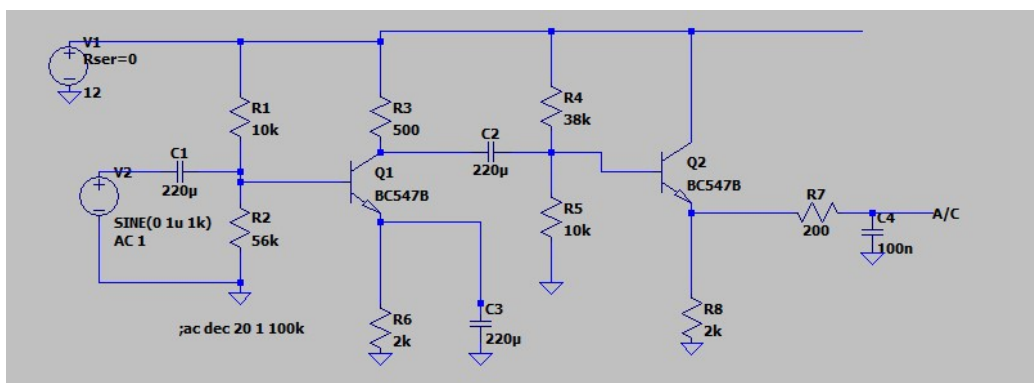 V1
Rser=0
12
R1
10k
R3
500
R4
38k
C1
220µ
V2
SINE(0 1u 1k)
AC 1
R2
56k
Q1
BC547B
C2
220µ
R5
10k
Q2
BC547B
R7
200
C4
100n
A/C
;ac dec 20 1 100k
R6
2k
C3
220µ
R8
2k